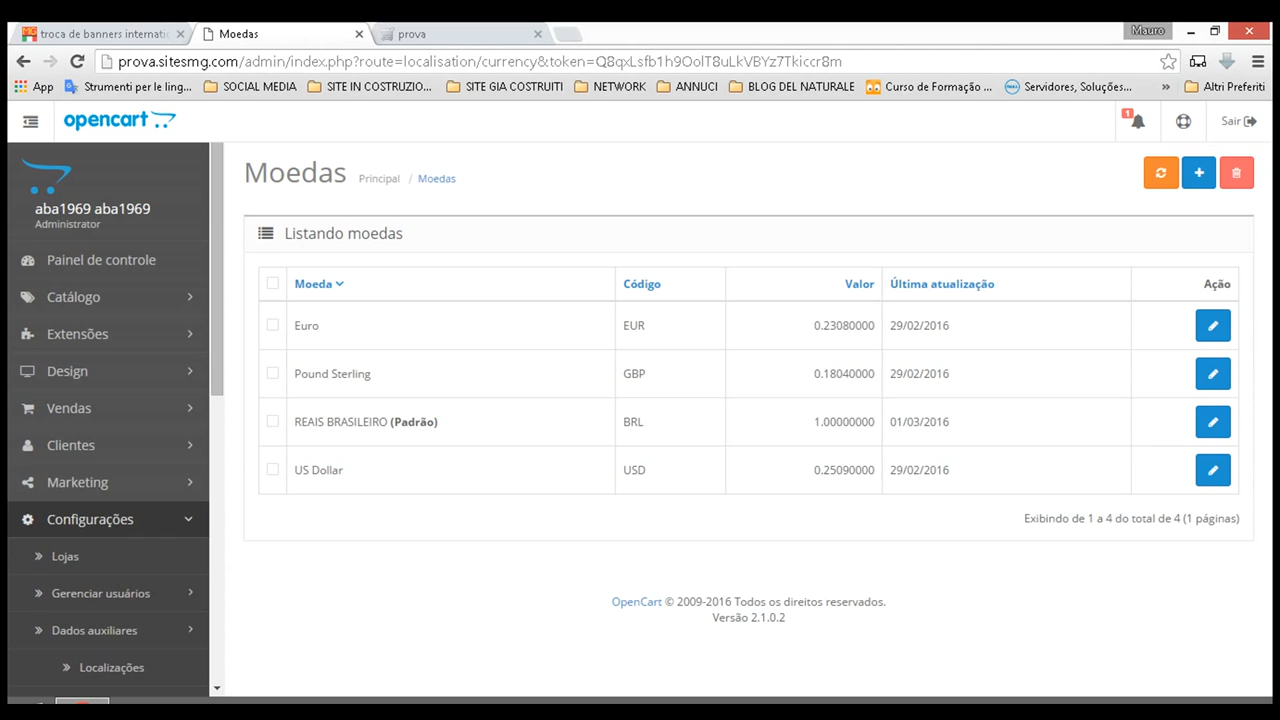 troca de banners internati
Moedas
prova
Mauro
prova.sitesmg.com/admin/index.php?route=localisation/currency&token=Q8qxLsfb1h9OolT8uLkVBYz7Tkiccr8m
App
Strumenti per le ling...
SOCIAL MEDIA
SITE IN COSTRUZIO...
SITE GIA COSTRUITI
NETWORK
ANNUCI
BLOG DEL NATURALE
Curso de Formação ...
Servidores, Soluções...
»
Altri Preferiti
opencart
1
Sair
aba1969 aba1969
Administrator
Painel de controle
Catálogo
Extensões
Design
Vendas
Clientes
Marketing
Configurações
Lojas
Gerenciar usuários
Dados auxiliares
Localizações
Moedas
Principal / Moedas
Listando moedas
Moeda Código Valor Última atualização Ação
Euro EUR 0.23080000 29/02/2016
Pound Sterling GBP 0.18040000 29/02/2016
REAIS BRASILEIRO (Padrão) BRL 1.00000000 01/03/2016
US Dollar USD 0.25090000 29/02/2016
Exibindo de 1 a 4 do total de 4 (1 páginas)
OpenCart © 2009-2016 Todos os direitos reservados.
Versão 2.1.0.2